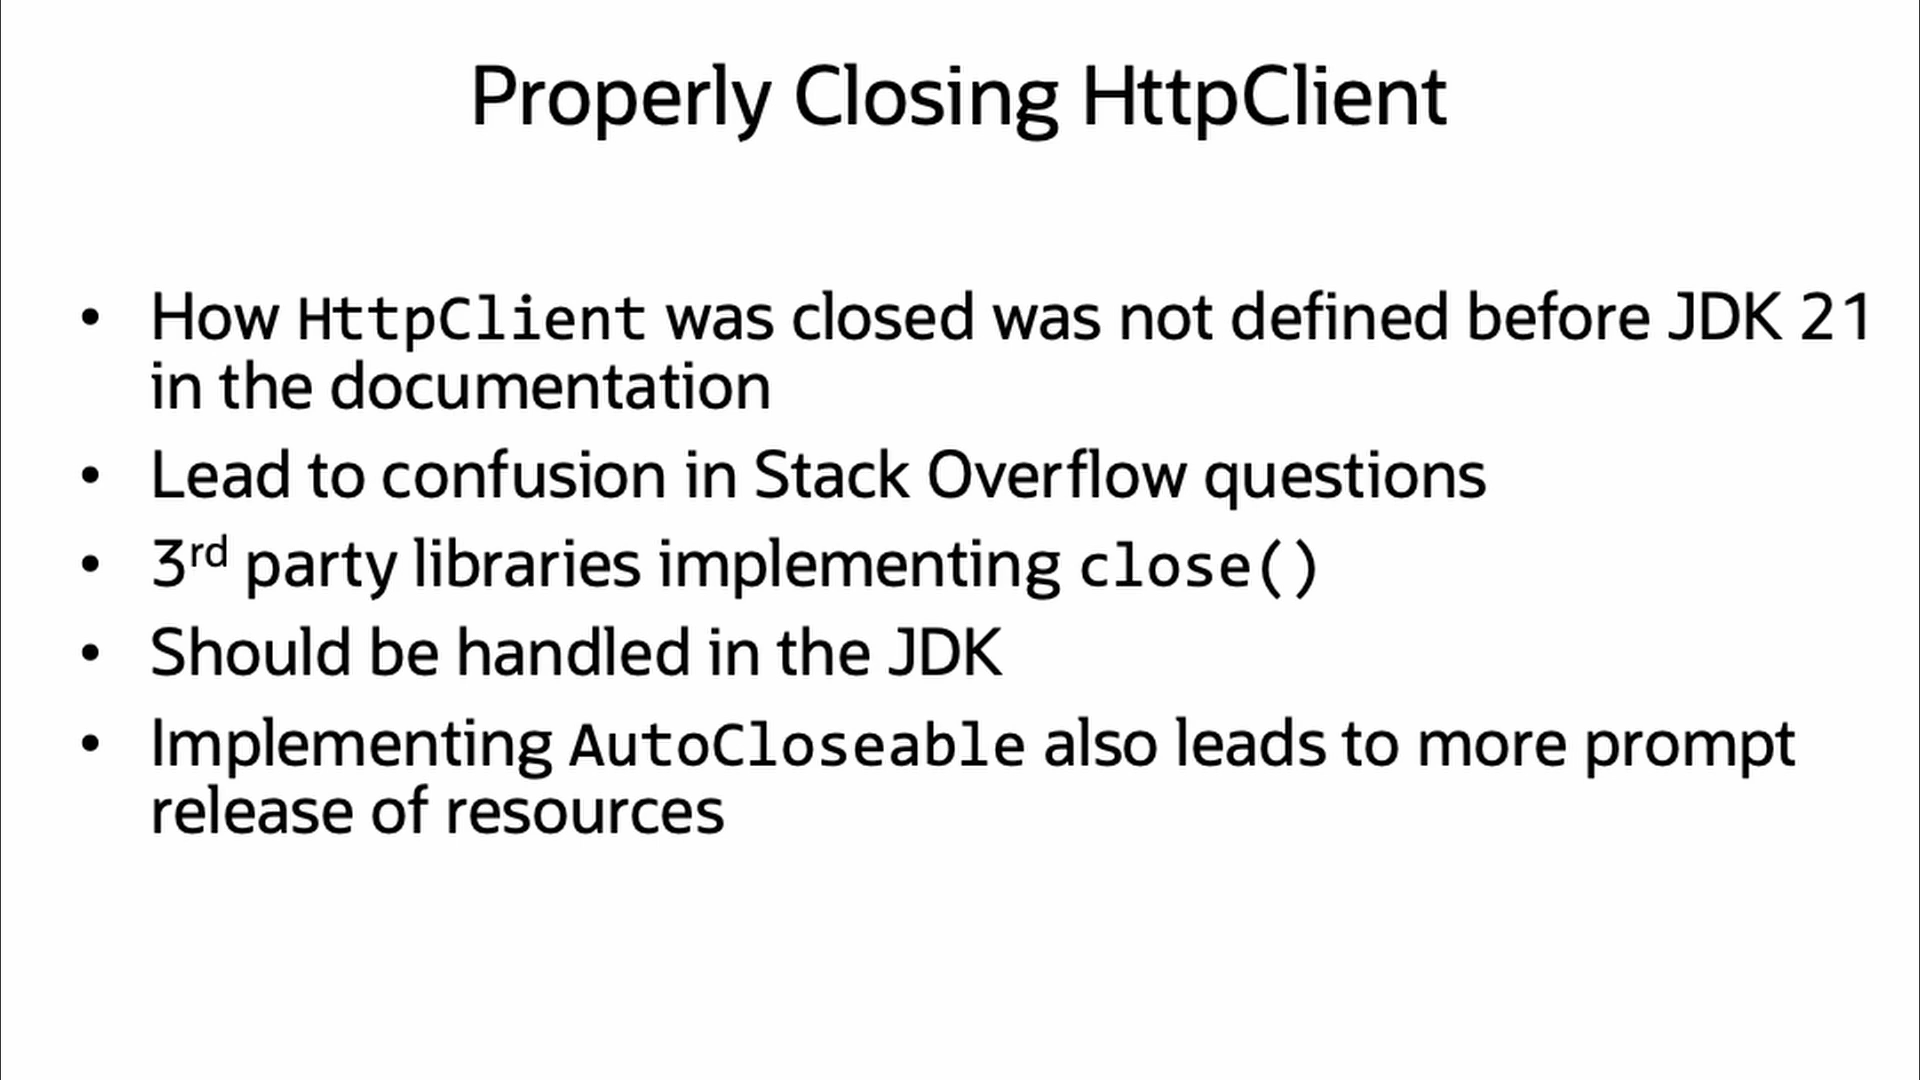 Properly Closing HttpClient
• How HttpClient was closed was not defined before JDK 21
in the documentation
• Lead to confusion in Stack Overflow questions
• 3rd party libraries implementing close()
• Should be handled in the JDK
• Implementing AutoCloseable also leads to more prompt
release of resources